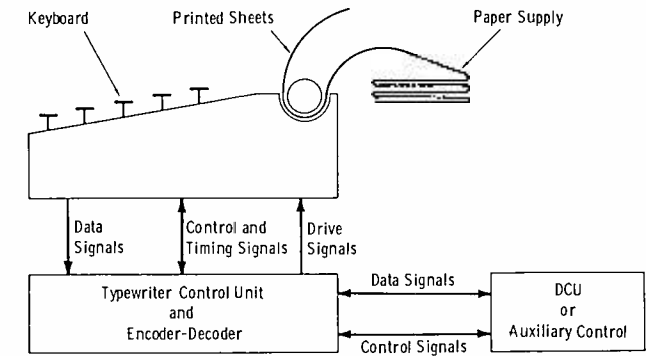 Keyboard
Printed Sheets
Paper Supply
Data
Signals
Control and
Timing Signals
Drive
Signals
Typewriter Control Unit
and
Encoder-Decoder
Data Signals
Control Signals
DCU
or
Auxiliary Control